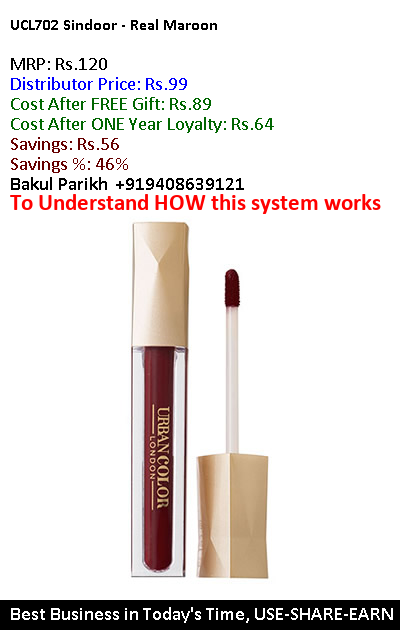 UCL702 Sindoor - Real Maroon
MRP: Rs.120
Distributor Price: Rs.99
Cost After FREE Gift: Rs.89
Cost After ONE Year Loyalty: Rs.64
Savings: Rs.56
Savings %: 46%
Bakul Parikh +919408639121
To Understand HOW this system works
URBAN COLOR
LONDON
Best Business in Today's Time, USE-SHARE-EARN